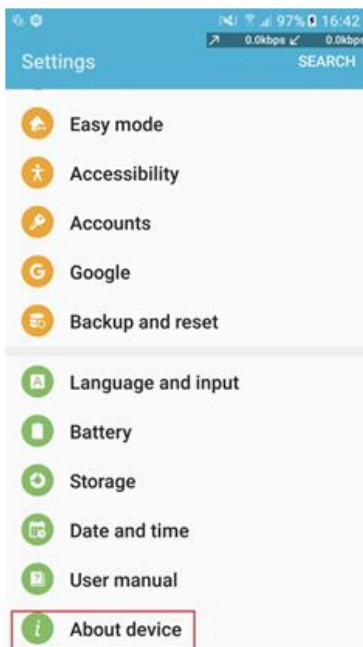 97% 16:42
0.0kbps 0.0kbps
Settings SEARCH
Easy mode
Accessibility
Accounts
G Google
Backup and reset
A Language and input
Battery
Storage
Date and time
? User manual
i About device